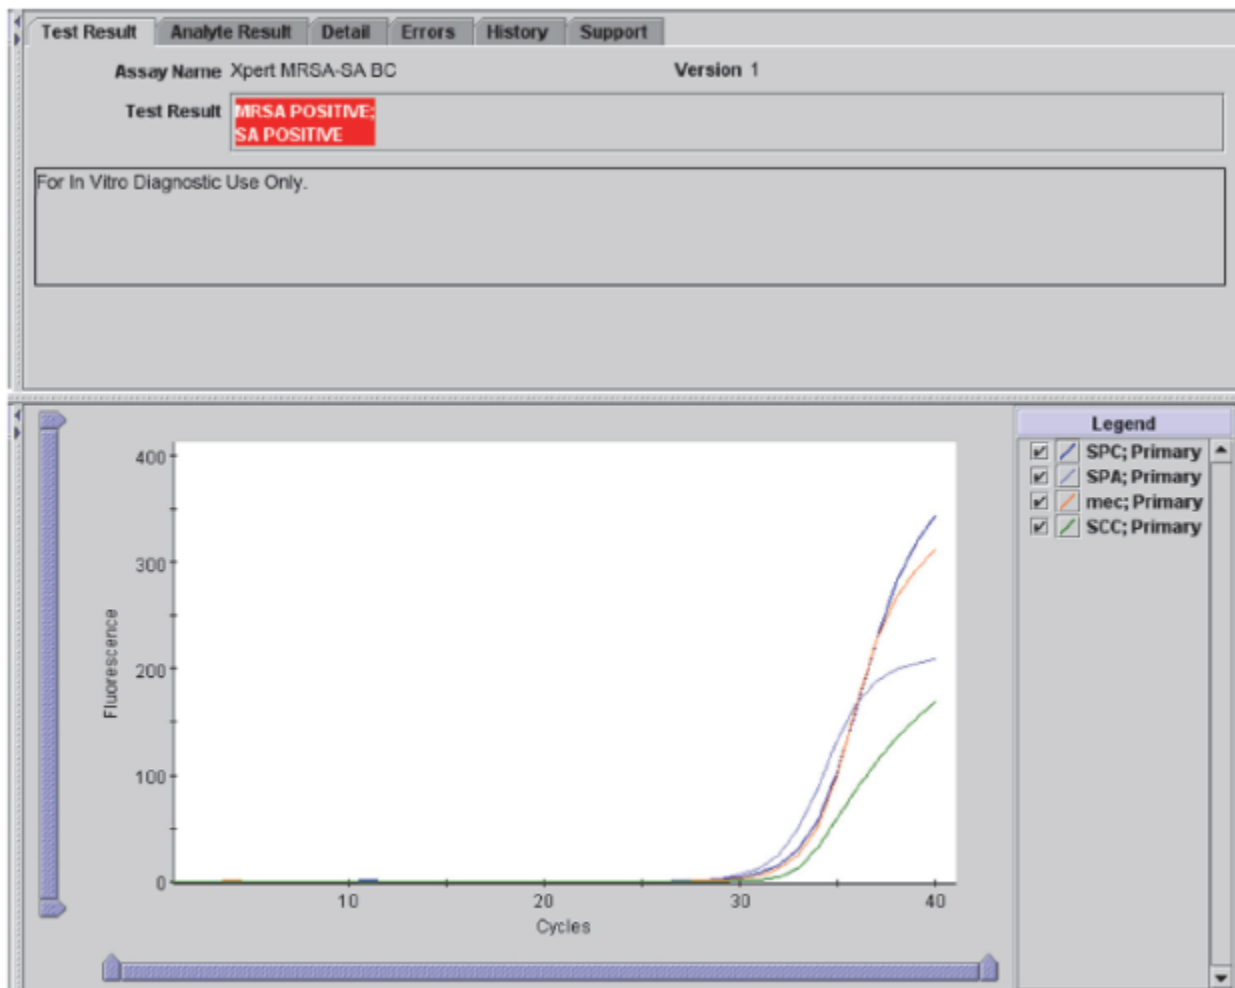 Test Result Analyte Result Detail Errors History Support
Assay Name Xpert MRSA-SA BC Version 1
Test Result MRSA POSITIVE;
SA POSITIVE
For In Vitro Diagnostic Use Only.
Legend
SPC; Primary
SPA; Primary
mec; Primary
SCC; Primary
400
300
200
100
0
Fluorescence
10 20 30 40
Cycles